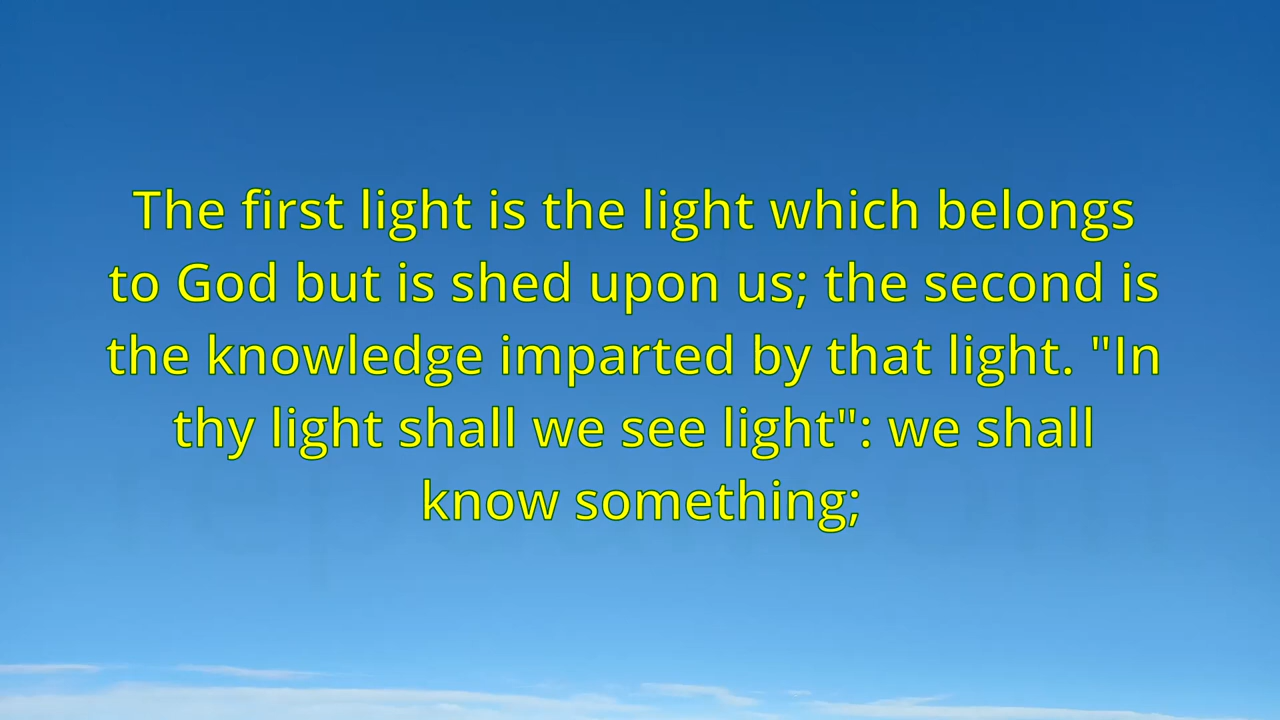 The first light is the light which belongs
to God but is shed upon us; the second is
the knowledge imparted by that light. "In
thy light shall we see light": we shall
know something;